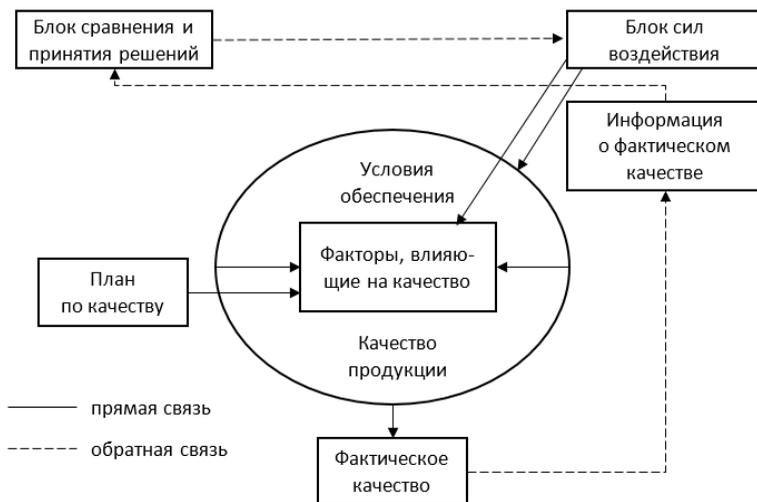 Блок сравнения и
принятия решений
Блок сил
воздействия
Информация
о фактическом
качестве
Условия
обеспечения
Факторы, влияю-
щие на качество
План
по качеству
Качество
продукции
прямая связь
обратная связь
Фактическое
качество